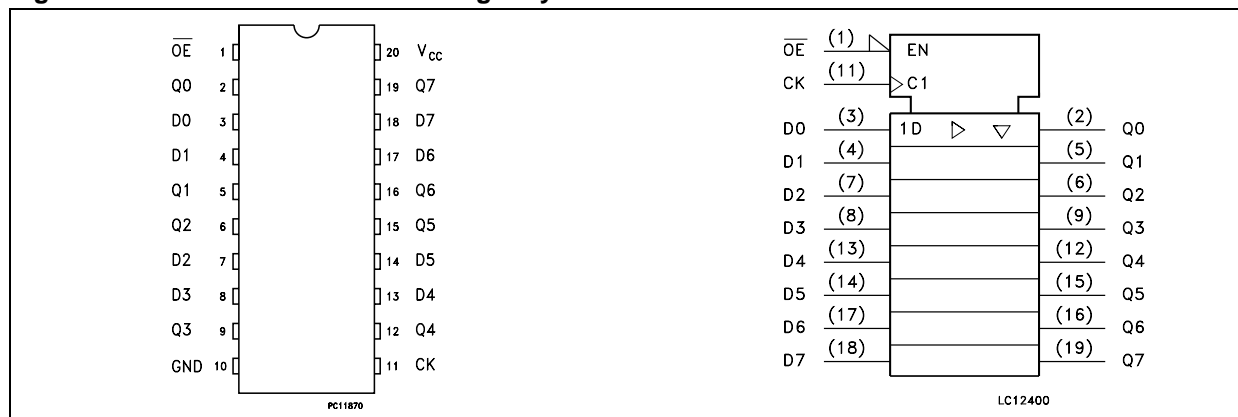 OE 1 20 VCC
Q0 2 19 Q7
D0 3 18 D7
D1 4 17 D6
Q1 5 16 Q6
Q2 6 15 Q5
D2 7 14 D5
D3 8 13 D4
Q3 9 12 Q4
GND 10 11 CK
PC11870
OE (1) EN
CK (11) C1
D0 (3) 1D (2) Q0
D1 (4) (5) Q1
D2 (7) (6) Q2
D3 (8) (9) Q3
D4 (13) (12) Q4
D5 (14) (15) Q5
D6 (17) (16) Q6
D7 (18) (19) Q7
LC12400